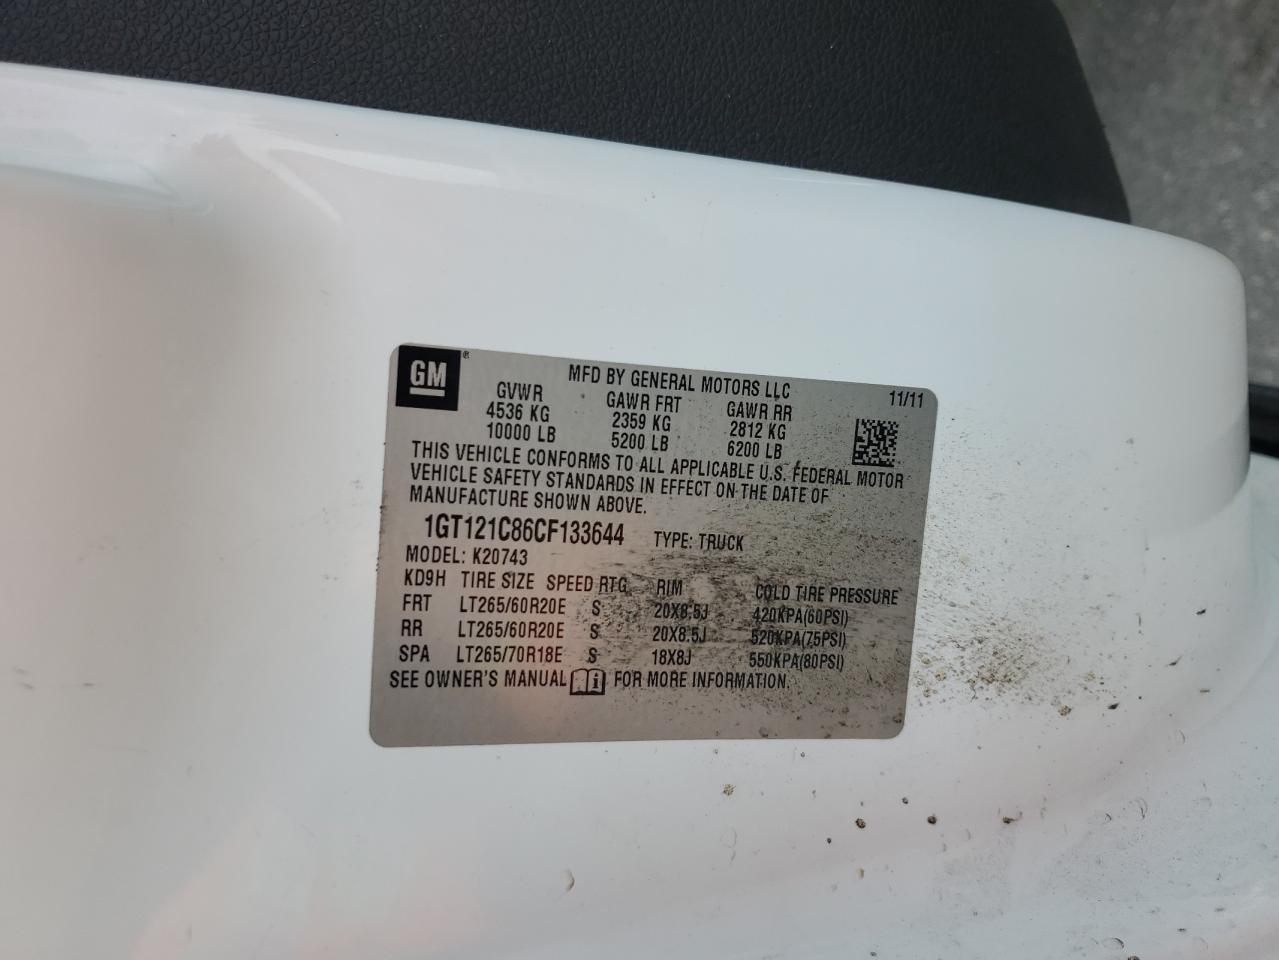 GM ®
MFD BY GENERAL MOTORS LLC 11/11
GVWR GAWR FRT GAWR RR
4536 KG 2359 KG 2812 KG
10000 LB 5200 LB 6200 LB
THIS VEHICLE CONFORMS TO ALL APPLICABLE U.S. FEDERAL MOTOR
VEHICLE SAFETY STANDARDS IN EFFECT ON THE DATE OF
MANUFACTURE SHOWN ABOVE.
1GT121C86CF133644 TYPE: TRUCK
MODEL: K20743
KD9H TIRE SIZE SPEED RTG RIM COLD TIRE PRESSURE
FRT LT265/60R20E S 20X8.5J 420KPA(60PSI)
RR LT265/60R20E S 20X8.5J 520KPA(75PSI)
SPA LT265/70R18E S 18X8J 550KPA(80PSI)
SEE OWNER'S MANUAL i FOR MORE INFORMATION.